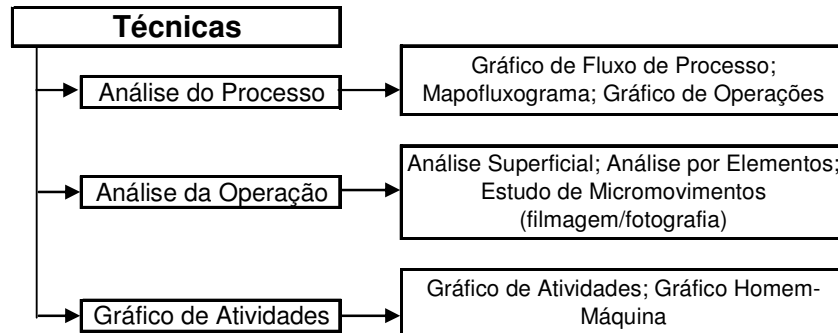 Técnicas
Análise do Processo
Gráfico de Fluxo de Processo;
Mapofluxograma; Gráfico de Operações
Análise da Operação
Análise Superficial; Análise por Elementos;
Estudo de Micromovimentos
(filmagem/fotografia)
Gráfico de Atividades
Gráfico de Atividades; Gráfico Homem-
Máquina